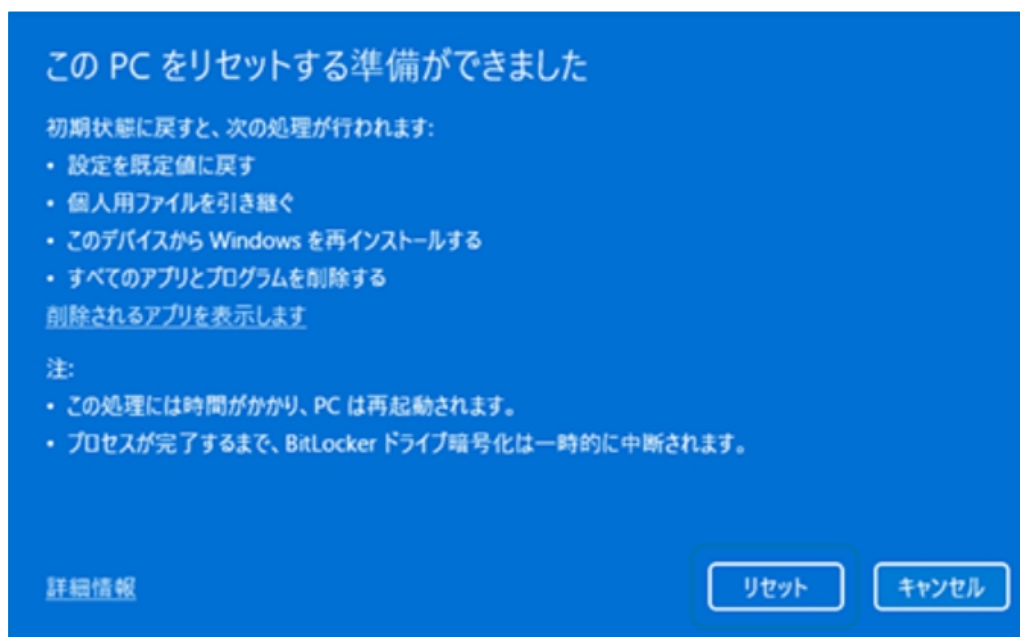 この PC をリセットする準備ができました
初期状態に戻すと、次の処理が行われます:
• 設定を既定値に戻す
• 個人用ファイルを引き継ぐ
• このデバイスから Windows を再インストールする
• すべてのアプリとプログラムを削除する
削除されるアプリを表示します
注:
• この処理には時間がかかり、PC は再起動されます。
• プロセスが完了するまで、BitLocker ドライブ暗号化は一時的に中断されます。
詳細情報
リセット
キャンセル